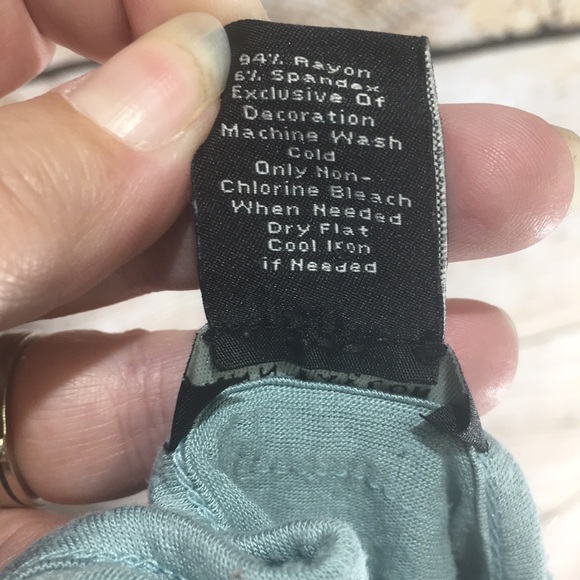 94% Rayon
6% Spandex
Exclusive Of
Decoration
Machine Wash
Cold
Only Non-
Chlorine Bleach
When Needed
Dry Flat
Cool Iron
if Needed